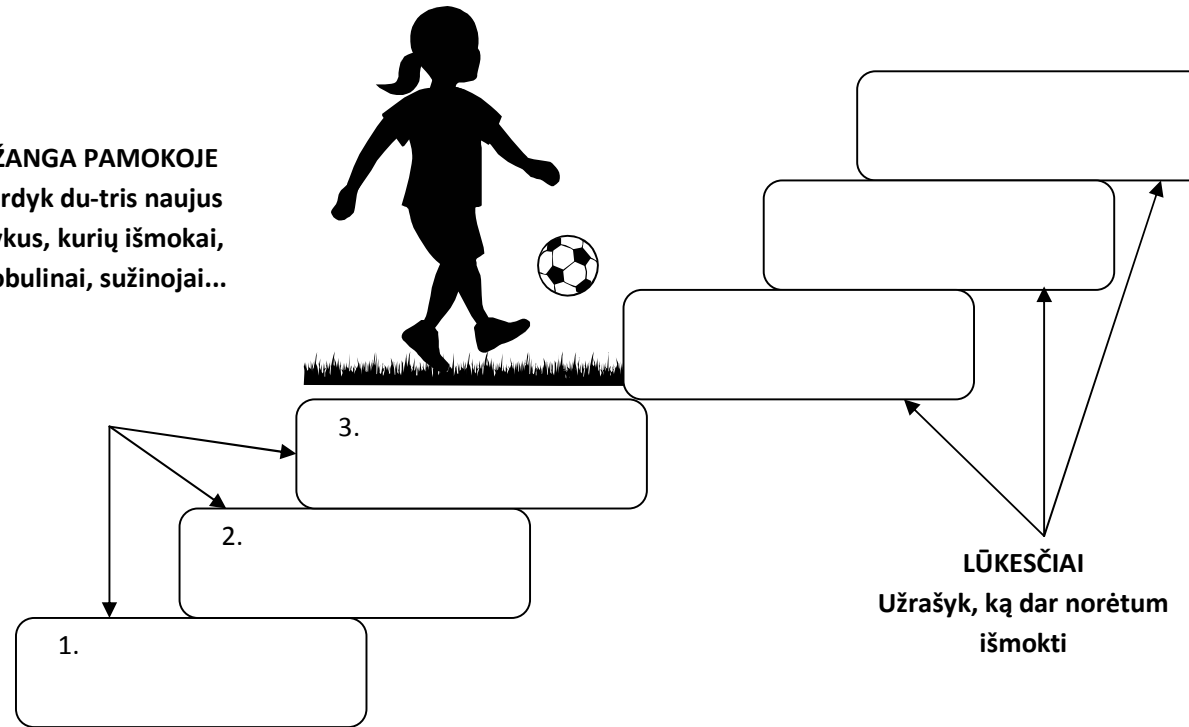 ŽANGA PAMOKOJE
rdyk du-tris naujus
ykus, kurių išmokai,
obulinai, sužinojai...
3.
2.
1.
LŪKESČIAI
Užrašyk, ką dar norėtum
išmokti